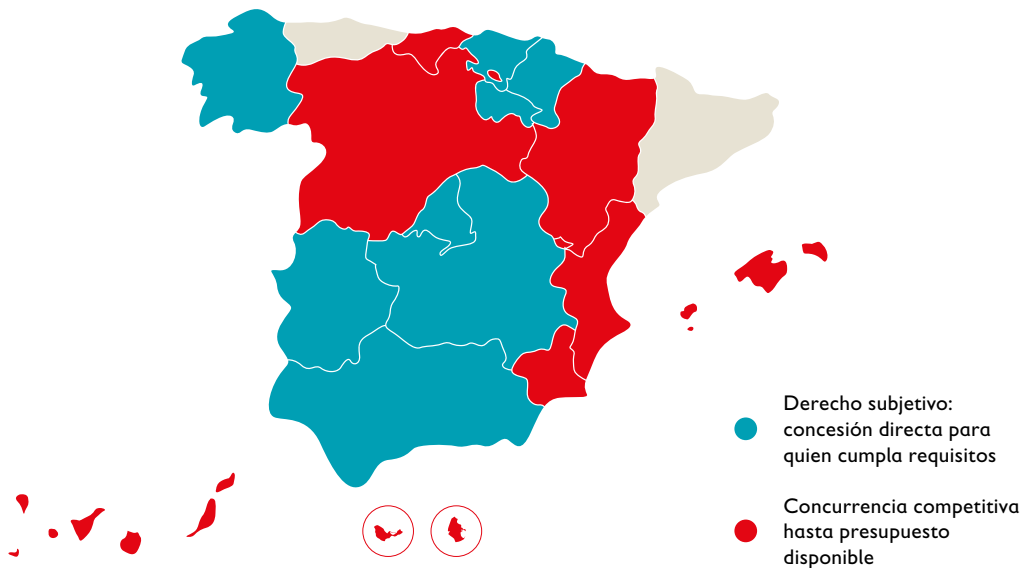 Derecho subjetivo:
concesión directa para
quien cumpla requisitos
Concurrencia competitiva
hasta presupuesto
disponible